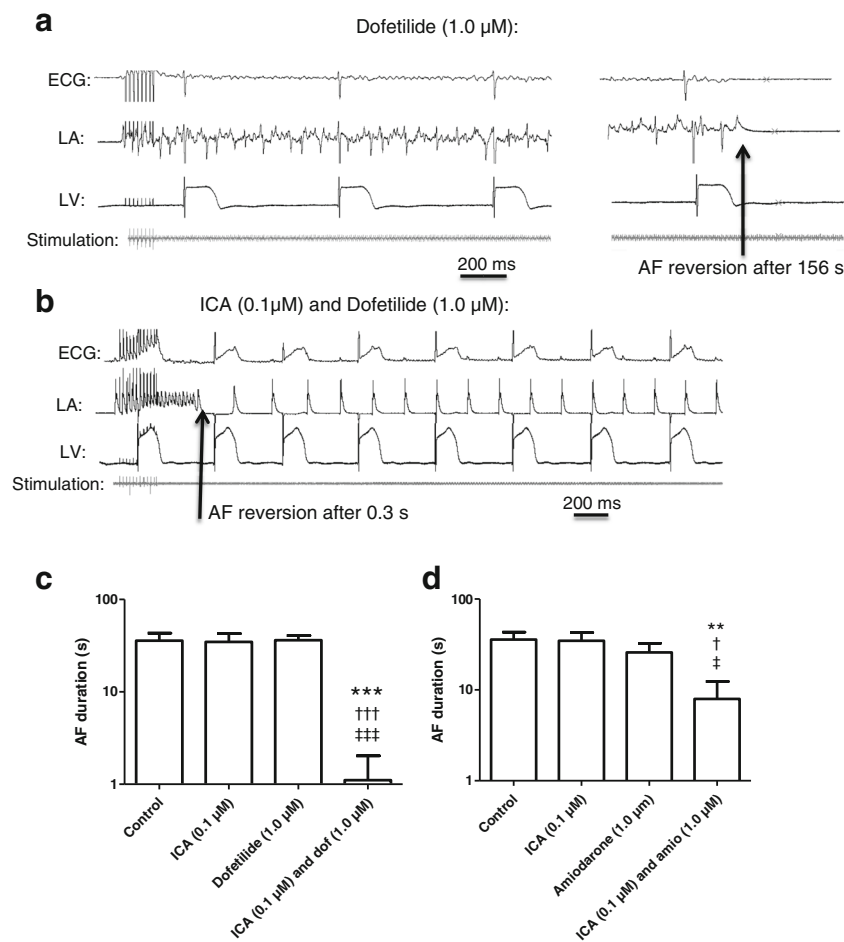 a
Dofetilide (1.0 µM):
ECG:
LA:
LV:
Stimulation:
200 ms
AF reversion after 156 s
b
ICA (0.1µM) and Dofetilide (1.0 µM):
ECG:
LA:
LV:
Stimulation:
AF reversion after 0.3 s
200 ms
c
AF duration (s)
100
10
1
***
†††
‡‡‡
Control
ICA (0.1 µM)
Dofetilide (1.0 µM)
ICA (0.1 µM) and dof (1.0 µM)
d
AF duration (s)
100
10
1
**
†
‡
Control
ICA (0.1 µM)
Amiodarone (1.0 µm)
ICA (0.1 µM) and amio (1.0 µM)